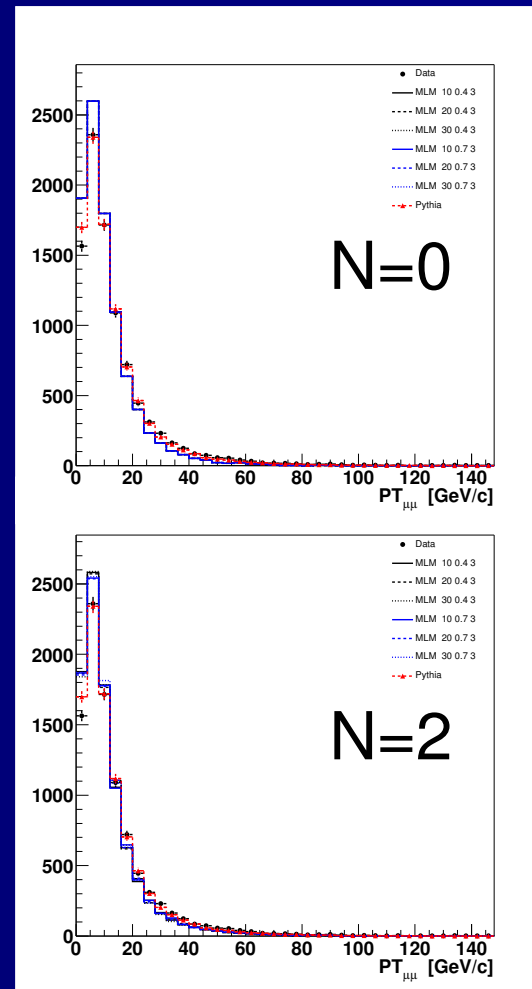 2500
2000
1500
1000
500
0
Data
MLM 10 0.4 3
MLM 20 0.4 3
MLM 30 0.4 3
MLM 10 0.7 3
MLM 20 0.7 3
MLM 30 0.7 3
Pythia
N=0
0 20 40 60 80 100 120 140
PTμμ [GeV/c]
2500
2000
1500
1000
500
0
Data
MLM 10 0.4 3
MLM 20 0.4 3
MLM 30 0.4 3
MLM 10 0.7 3
MLM 20 0.7 3
MLM 30 0.7 3
Pythia
N=2
0 20 40 60 80 100 120 140
PTμμ [GeV/c]